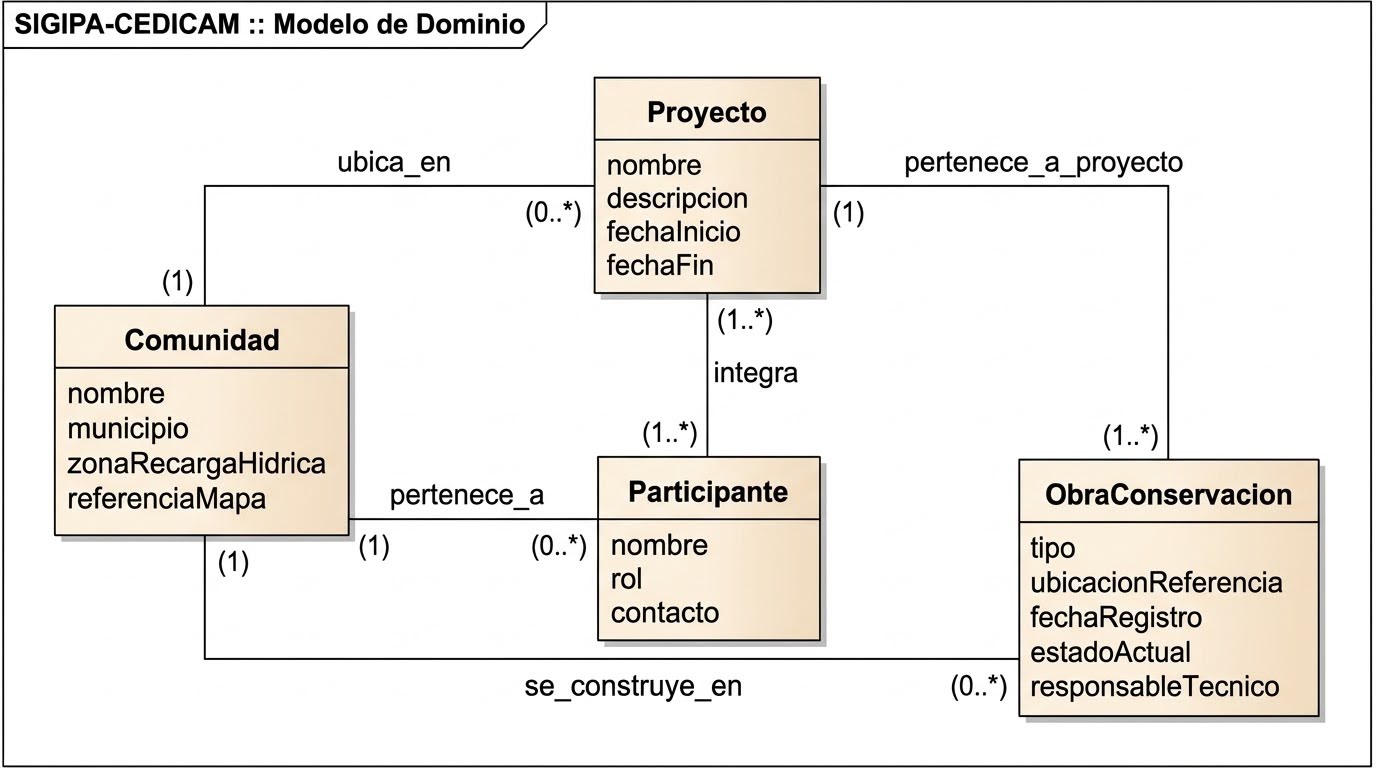 SIGIPA-CEDICAM :: Modelo de Dominio
Proyecto
nombre
descripcion
fechaInicio
fechaFin
ubica_en
(0..*)
(1)
pertenece_a_proyecto
(1)
(1..*)
(1..*)
integra
(1..*)
Comunidad
nombre
municipio
zonaRecargaHidrica
referenciaMapa
pertenece_a
(1)
(0..*)
Participante
nombre
rol
contacto
ObraConservacion
tipo
ubicacionReferencia
fechaRegistro
estadoActual
responsableTecnico
(1)
se_construye_en
(0..*)